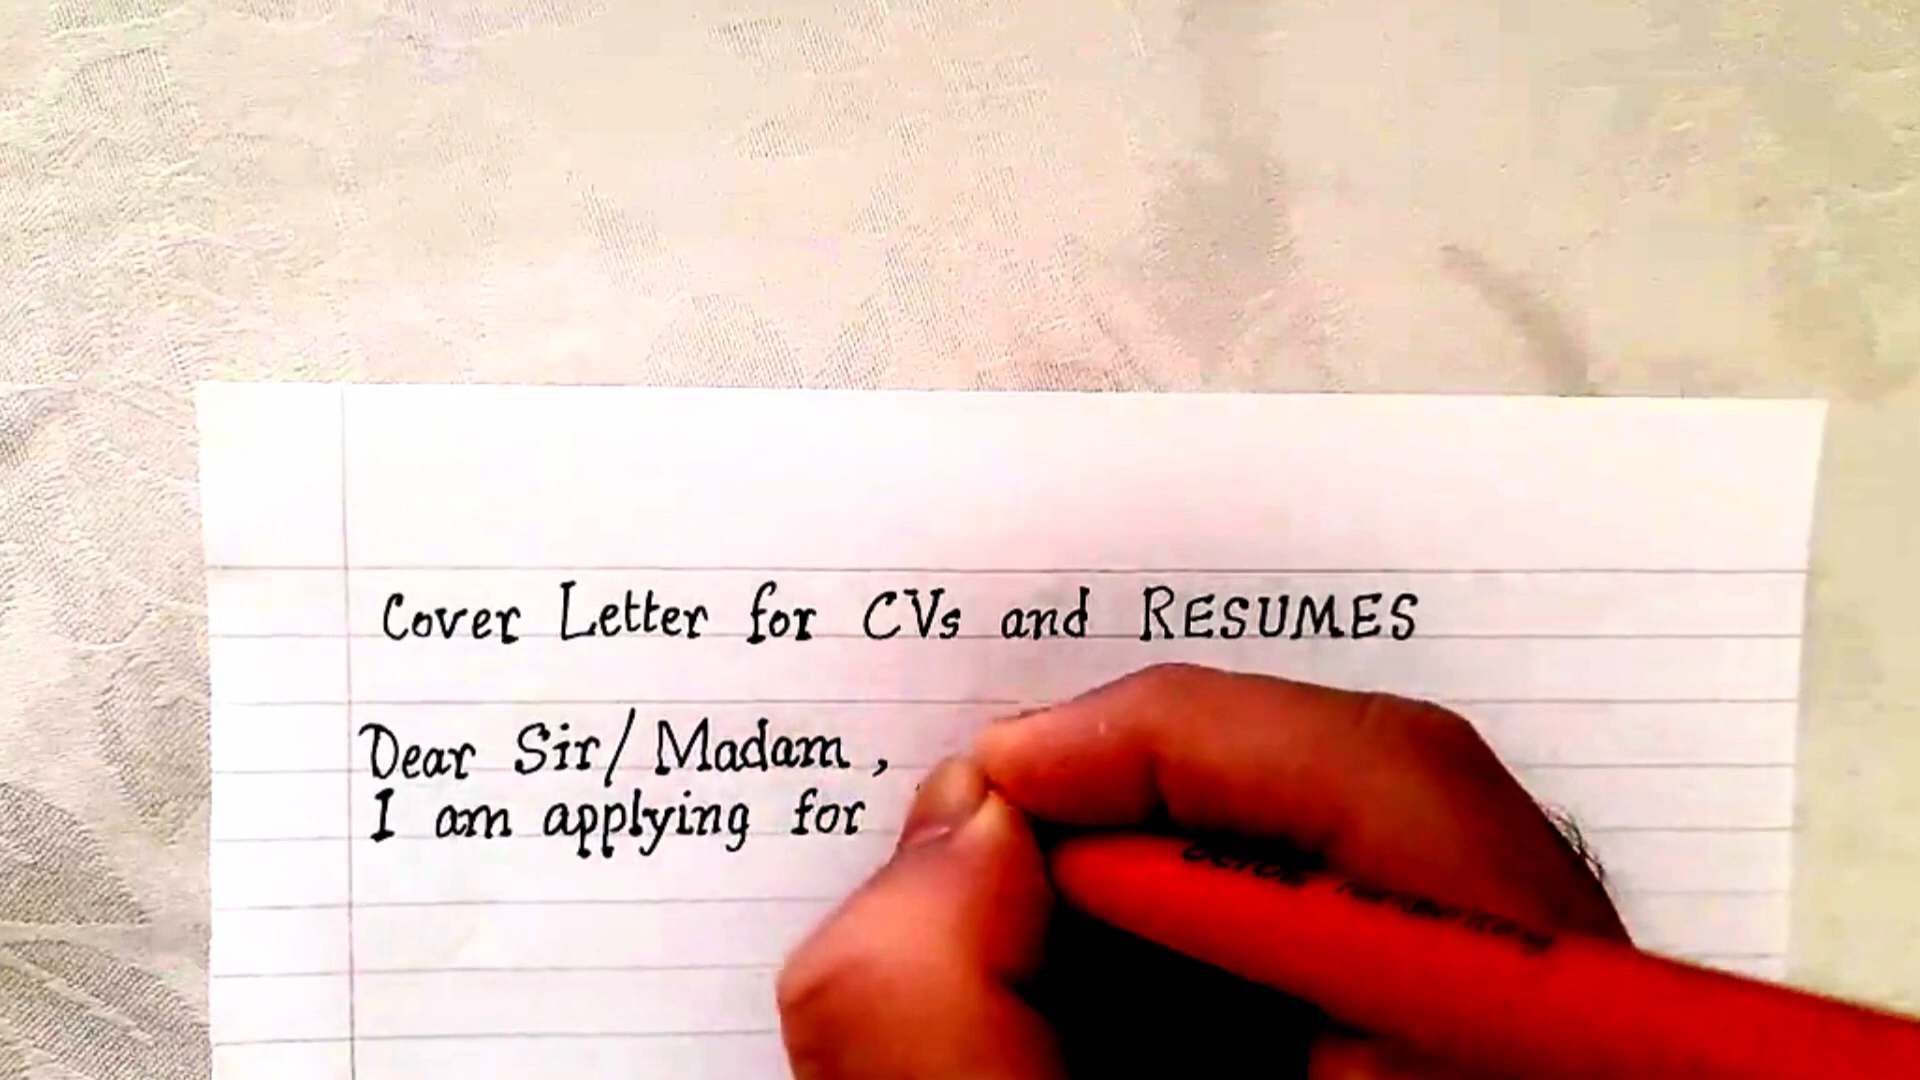 Cover Letter for CVs and RESUMES
Dear Sir/Madam,
I am applying for